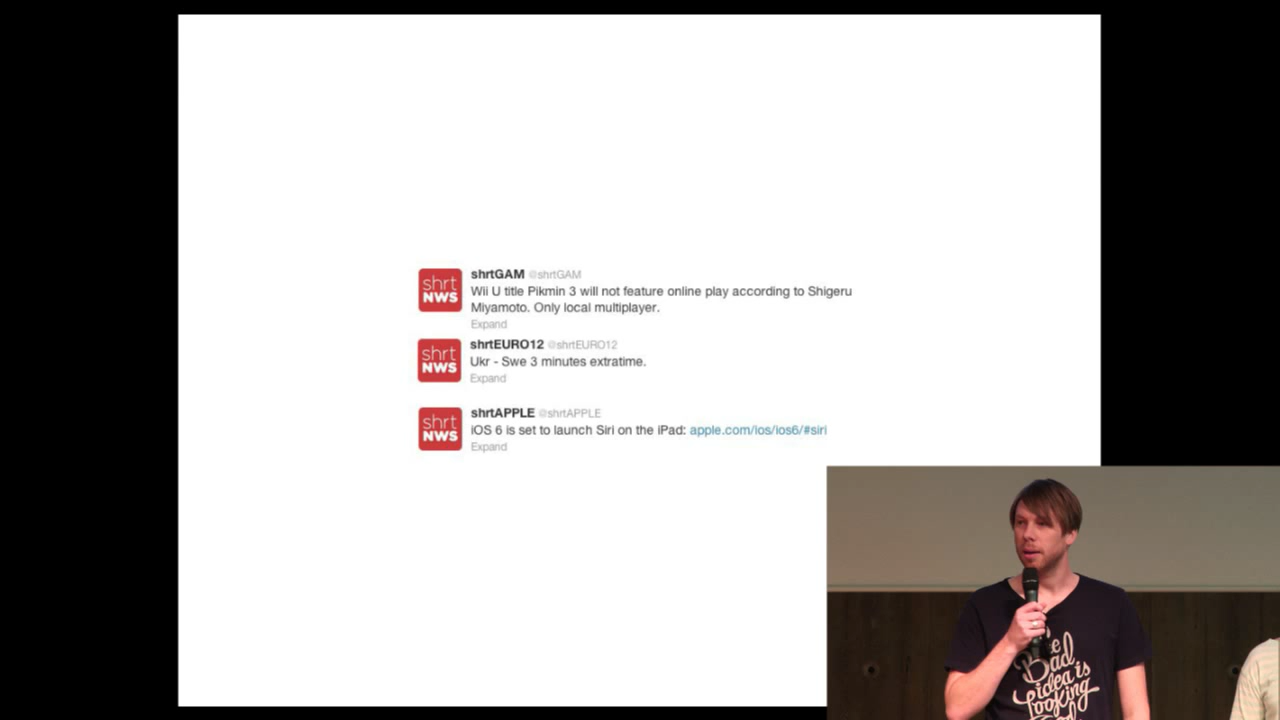 shrt
NWS
shrtGAM @shrtGAM
Wii U title Pikmin 3 will not feature online play according to Shigeru
Miyamoto. Only local multiplayer.
Expand
shrt
NWS
shrtEURO12 @shrtEURO12
Ukr - Swe 3 minutes extratime.
Expand
shrt
NWS
shrtAPPLE @shrtAPPLE
iOS 6 is set to launch Siri on the iPad: apple.com/ios/ios6/#siri
Expand
Bad
idea is
looking